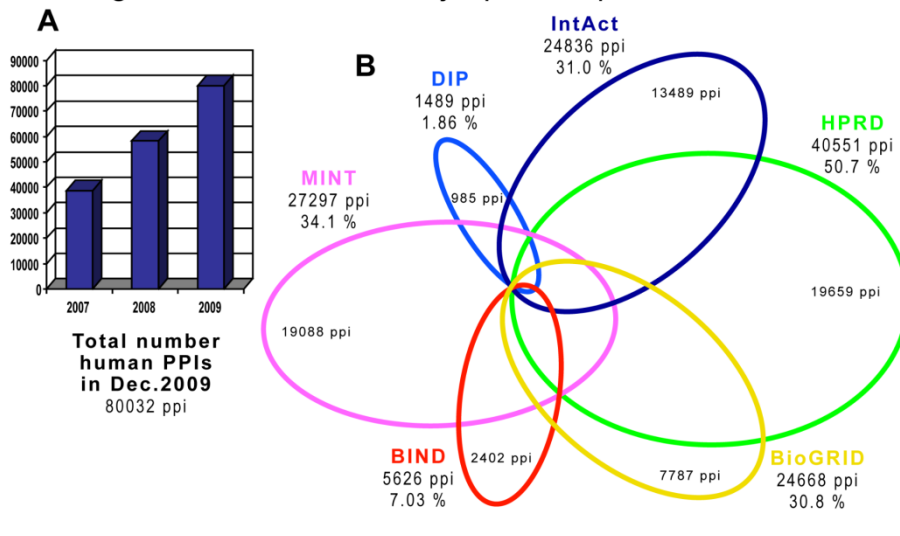 A
90000
80000
70000
60000
50000
40000
30000
20000
10000
0
2007 2008 2009
Total number
human PPIs
in Dec.2009
80032 ppi
B
IntAct
24836 ppi
31.0 %
13489 ppi
DIP
1489 ppi
1.86 %
985 ppi
HPRD
40551 ppi
50.7 %
19659 ppi
MINT
27297 ppi
34.1 %
19088 ppi
BIND
5626 ppi
7.03 %
2402 ppi
BioGRID
24668 ppi
30.8 %
7787 ppi